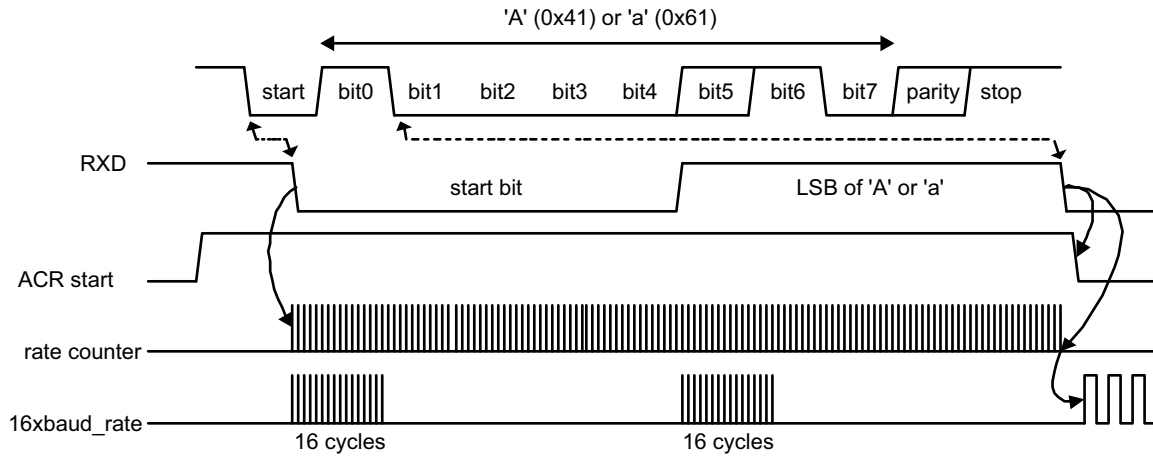 'A' (0x41) or 'a' (0x61)
start bit0 bit1 bit2 bit3 bit4 bit5 bit6 bit7 parity stop
RXD
start bit LSB of 'A' or 'a'
ACR start
rate counter
16xbaud_rate
16 cycles 16 cycles